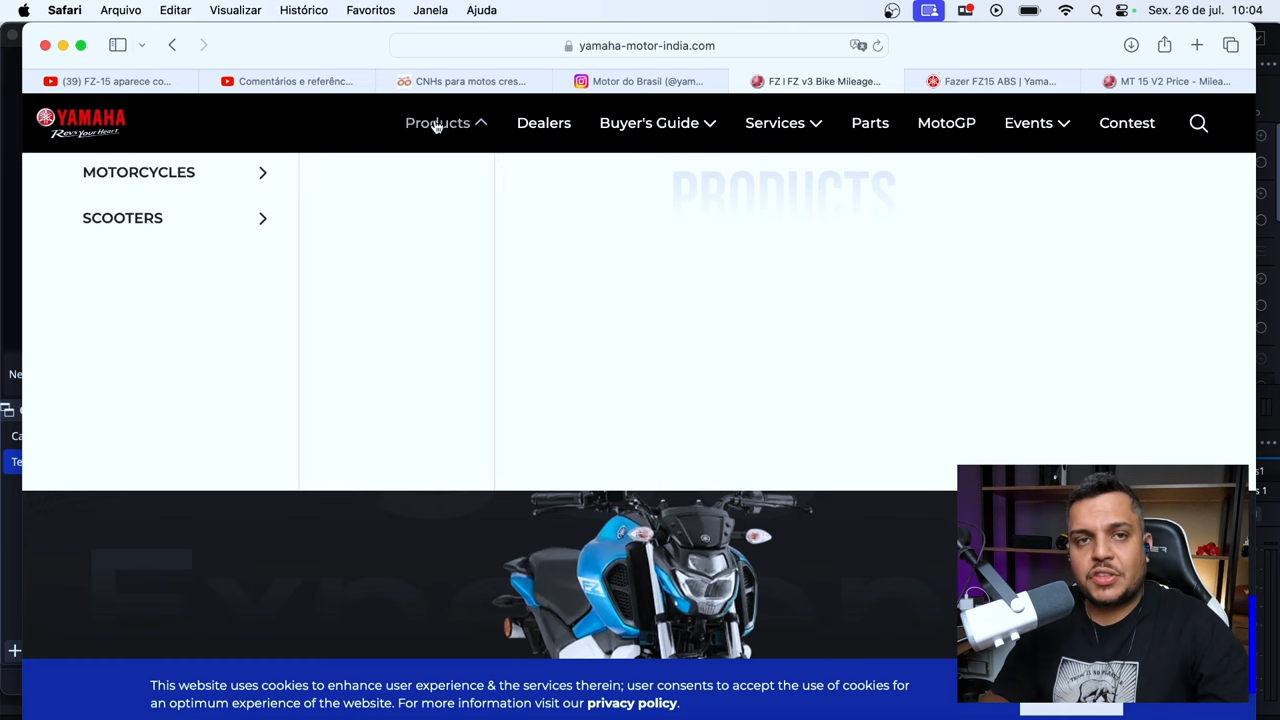 Safari Arquivo Editar Visualizar Histórico Favoritos Janela Ajuda Sex. 26 de jul. 10:04
yamaha-motor-india.com
(39) FZ-15 aparece co... Comentários e referênc... CNHs para motos cres... Motor do Brasil (@yam... FZ | FZ v3 Bike Mileage... Fazer FZ15 ABS | Yama... MT 15 V2 Price - Milea...
YAMAHA Products Dealers Buyer's Guide Services Parts MotoGP Events Contest
Revs Your Heart.
MOTORCYCLES
PRODUCTS
SCOOTERS
Ne
Ca
Te
This website uses cookies to enhance user experience & the services therein; user consents to accept the use of cookies for
an optimum experience of the website. For more information visit our privacy policy.